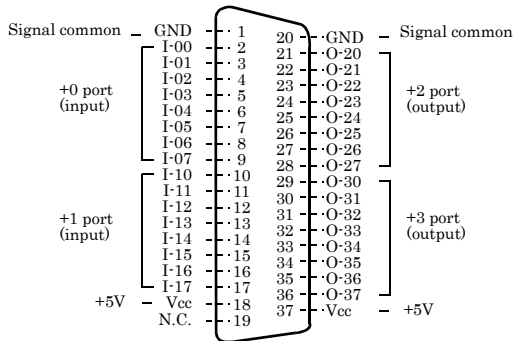 Signal common GND 1 20 GND Signal common
I-00 2 21 O-20
I-01 3 22 O-21
I-02 4 23 O-22
+0 port I-03 5 24 O-23 +2 port
(input) I-04 6 25 O-24 (output)
I-05 7 26 O-25
I-06 8 27 O-26
I-07 9 28 O-27
I-10 10 29 O-30
I-11 11 30 O-31
I-12 12 31 O-32
+1 port I-13 13 32 O-33 +3 port
(input) I-14 14 33 O-34 (output)
I-15 15 34 O-35
I-16 16 35 O-36
I-17 17 36 O-37
+5V Vcc 18 37 Vcc +5V
N.C. 19